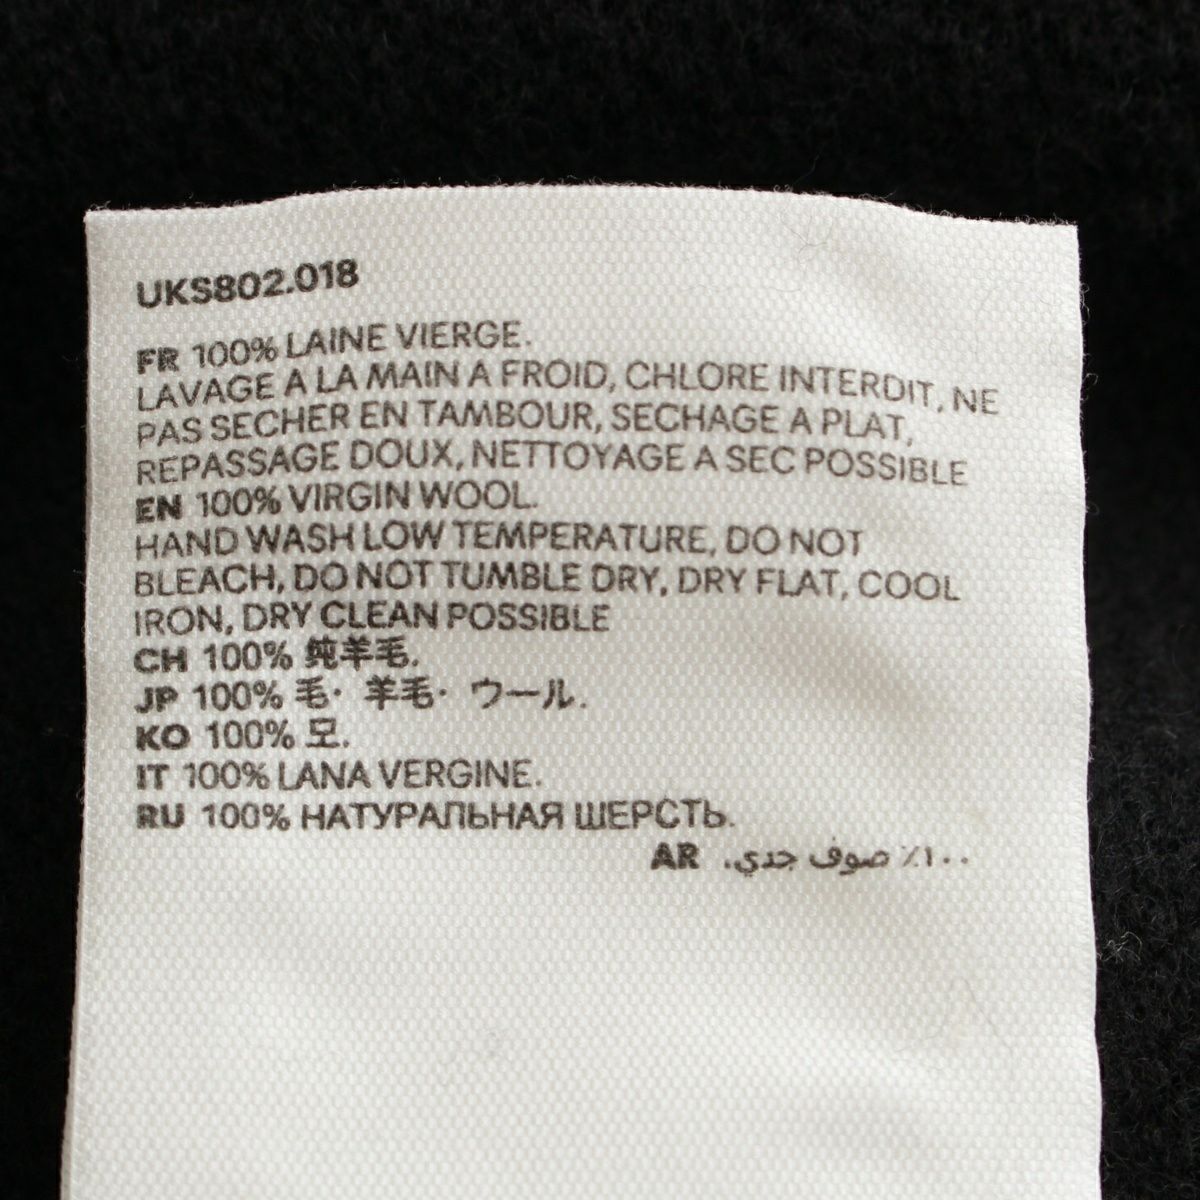 UKS802.018
FR 100% LAINE VIERGE.
LAVAGE A LA MAIN A FROID, CHLORE INTERDIT, NE
PAS SECHER EN TAMBOUR, SECHAGE A PLAT,
REPASSAGE DOUX, NETTOYAGE A SEC POSSIBLE
EN 100% VIRGIN WOOL.
HAND WASH LOW TEMPERATURE, DO NOT
BLEACH, DO NOT TUMBLE DRY, DRY FLAT, COOL
IRON, DRY CLEAN POSSIBLE
CH 100% 纯羊毛.
JP 100% 毛· 羊毛· ウール.
KO 100% 모.
IT 100% LANA VERGINE.
RU 100% НАТУРАЛЬНАЯ ШЕРСТЬ.
AR ١٠٠٪ صوف جدي.